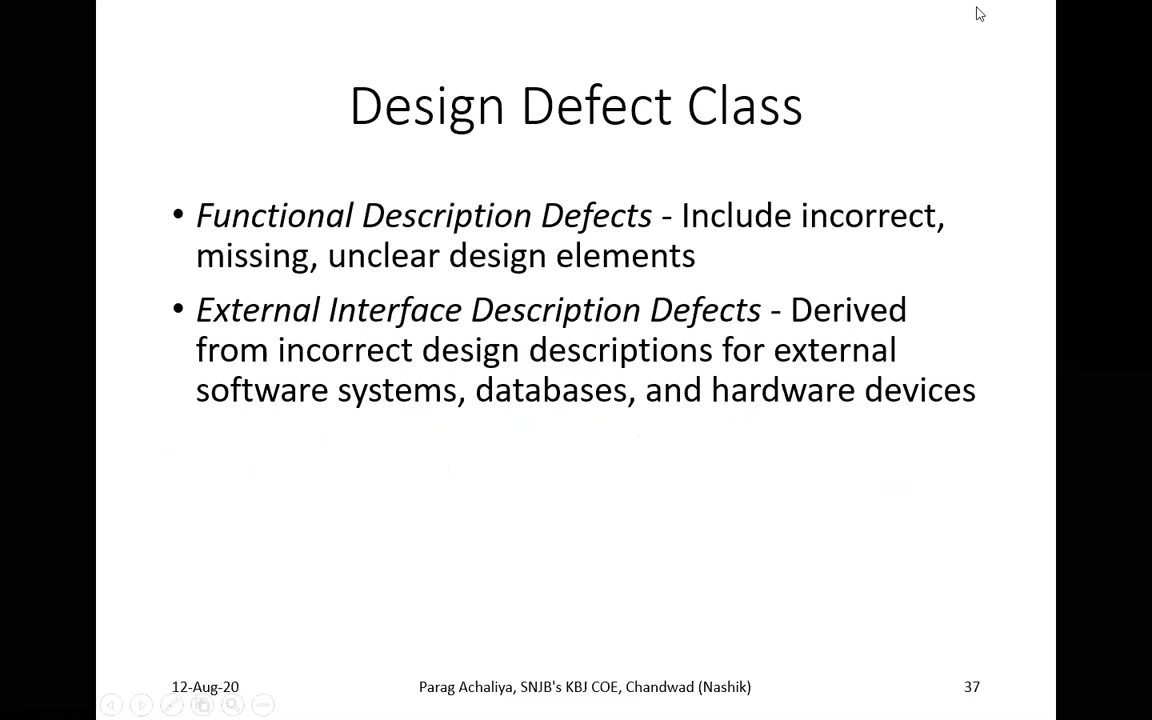 Design Defect Class
• Functional Description Defects - Include incorrect,
missing, unclear design elements
• External Interface Description Defects - Derived
from incorrect design descriptions for external
software systems, databases, and hardware devices
12-Aug-20
Parag Achaliya, SNJB's KBJ COE, Chandwad (Nashik)
37